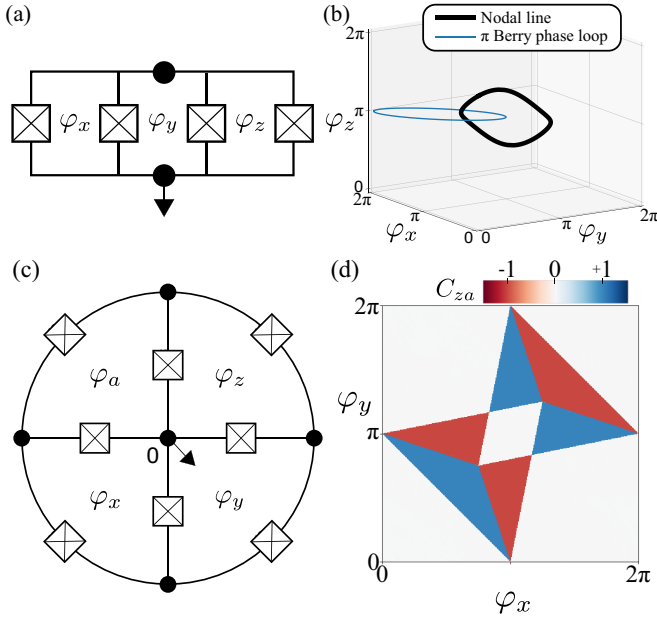 (a)
φx φy φz
(b)
Nodal line
π Berry phase loop
2π
φz π
0
2π π 0
φx
0 π 2π
φy
(c)
φa φz
0
φx φy
(d)
Cza -1 0 +1
2π
φy
π
0
0 2π
φx